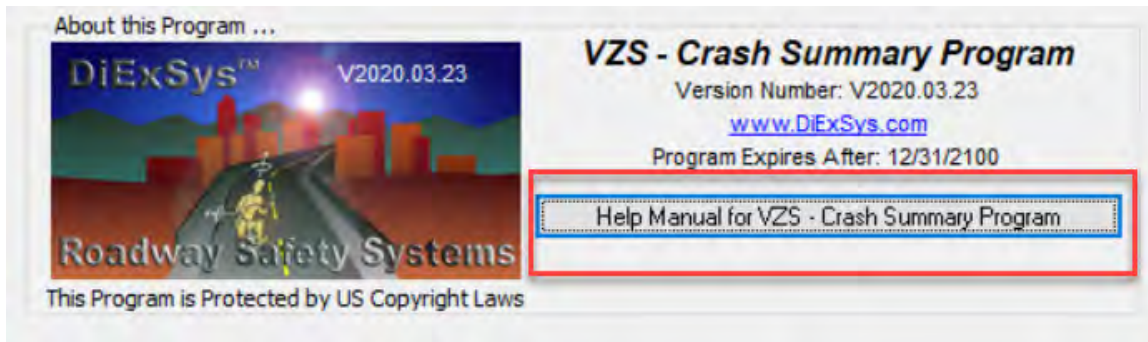 About this Program ...
DiExSys™ V2020.03.23
Roadway Safety Systems
This Program is Protected by US Copyright Laws
VZS - Crash Summary Program
Version Number: V2020.03.23
www.DiExSys.com
Program Expires After: 12/31/2100
Help Manual for VZS - Crash Summary Program